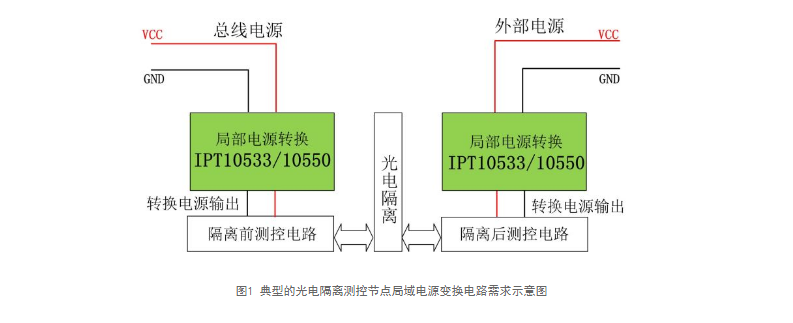 总线电源
外部电源
VCC
VCC
GND
GND
局部电源转换
IPT10533/10550
局部电源转换
IPT10533/10550
光电隔离
转换电源输出
转换电源输出
隔离前测控电路
隔离后测控电路
图1 典型的光电隔离测控节点局域电源变换电路需求示意图